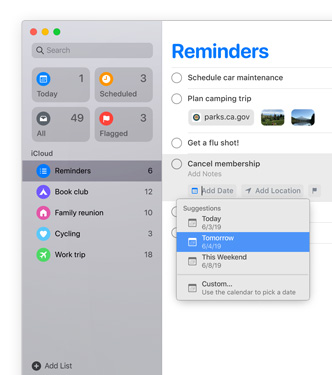 Search
1
Today
3
Scheduled
49
All
3
Flagged
iCloud
Reminders 6
Book club 12
Family reunion 10
Cycling 3
Work trip 18
Add List
Reminders
Schedule car maintenance
Plan camping trip
parks.ca.gov
Get a flu shot!
Cancel membership
Add Notes
Add Date Add Location
Suggestions
Today
6/3/19
Tomorrow
6/4/19
This Weekend
6/8/19
Custom...
Use the calendar to pick a date